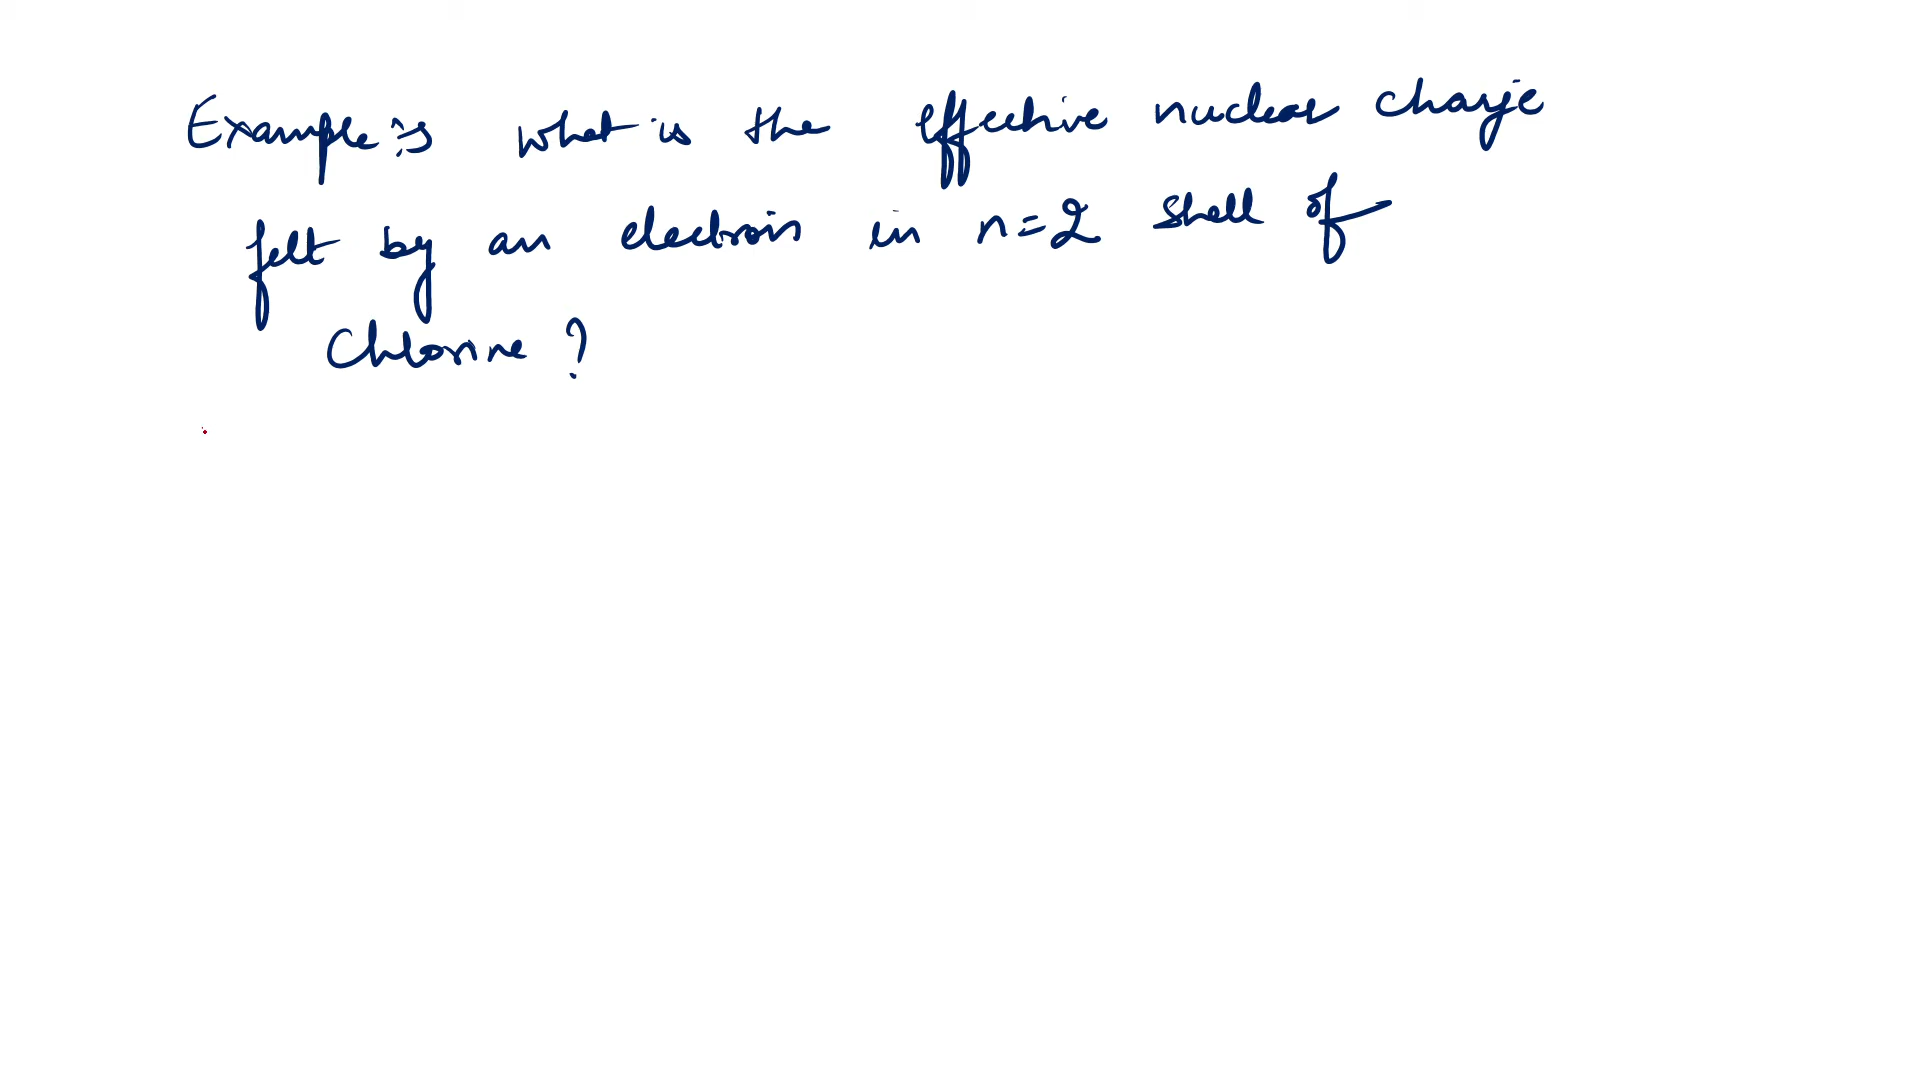 Example:- what is the effective nuclear charge
felt by an electron in n=2 shell of
Chlorine ?